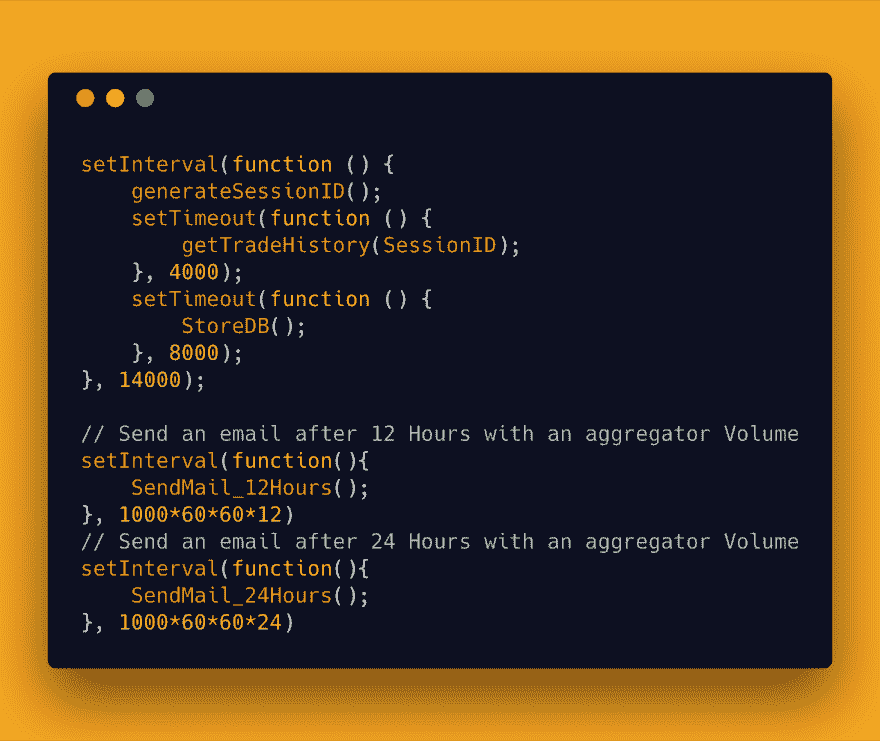 setInterval(function () {
    generateSessionID();
    setTimeout(function () {
        getTradeHistory(SessionID);
    }, 4000);
    setTimeout(function () {
        StoreDB();
    }, 8000);
}, 14000);

// Send an email after 12 Hours with an aggregator Volume
setInterval(function(){
    SendMail_12Hours();
}, 1000*60*60*12)
// Send an email after 24 Hours with an aggregator Volume
setInterval(function(){
    SendMail_24Hours();
}, 1000*60*60*24)